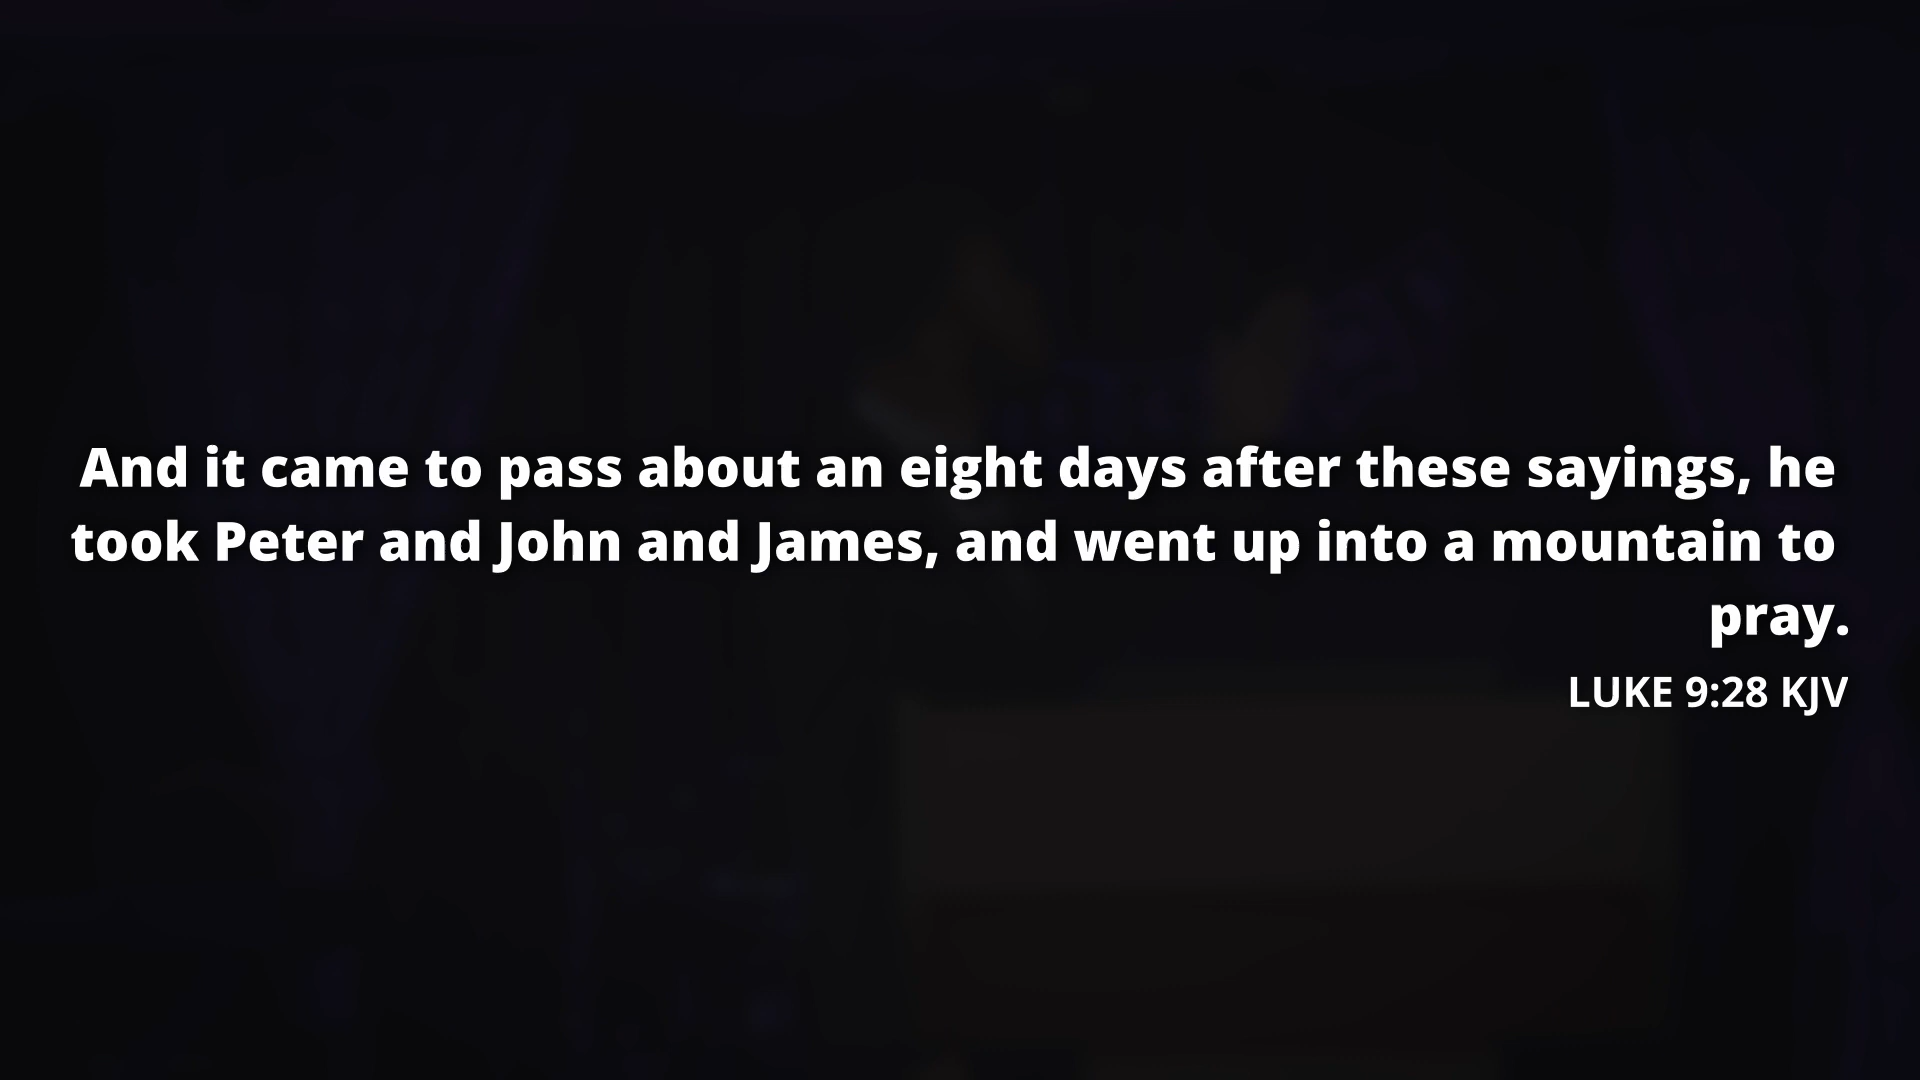 And it came to pass about an eight days after these sayings, he
took Peter and John and James, and went up into a mountain to
pray.
LUKE 9:28 KJV